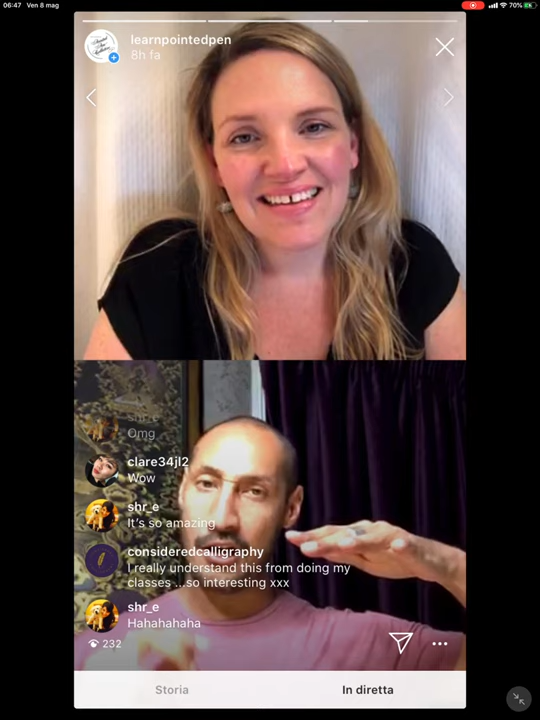 06:47 Ven 8 mag
70%
learnpointedpen
8h fa
shr_e
Omg
clare34jl2
Wow
shr_e
It's so amazing
consideredcalligraphy
I really understand this from doing my
classes ...so interesting xxx
shr_e
Hahahahaha
232
Storia
In diretta